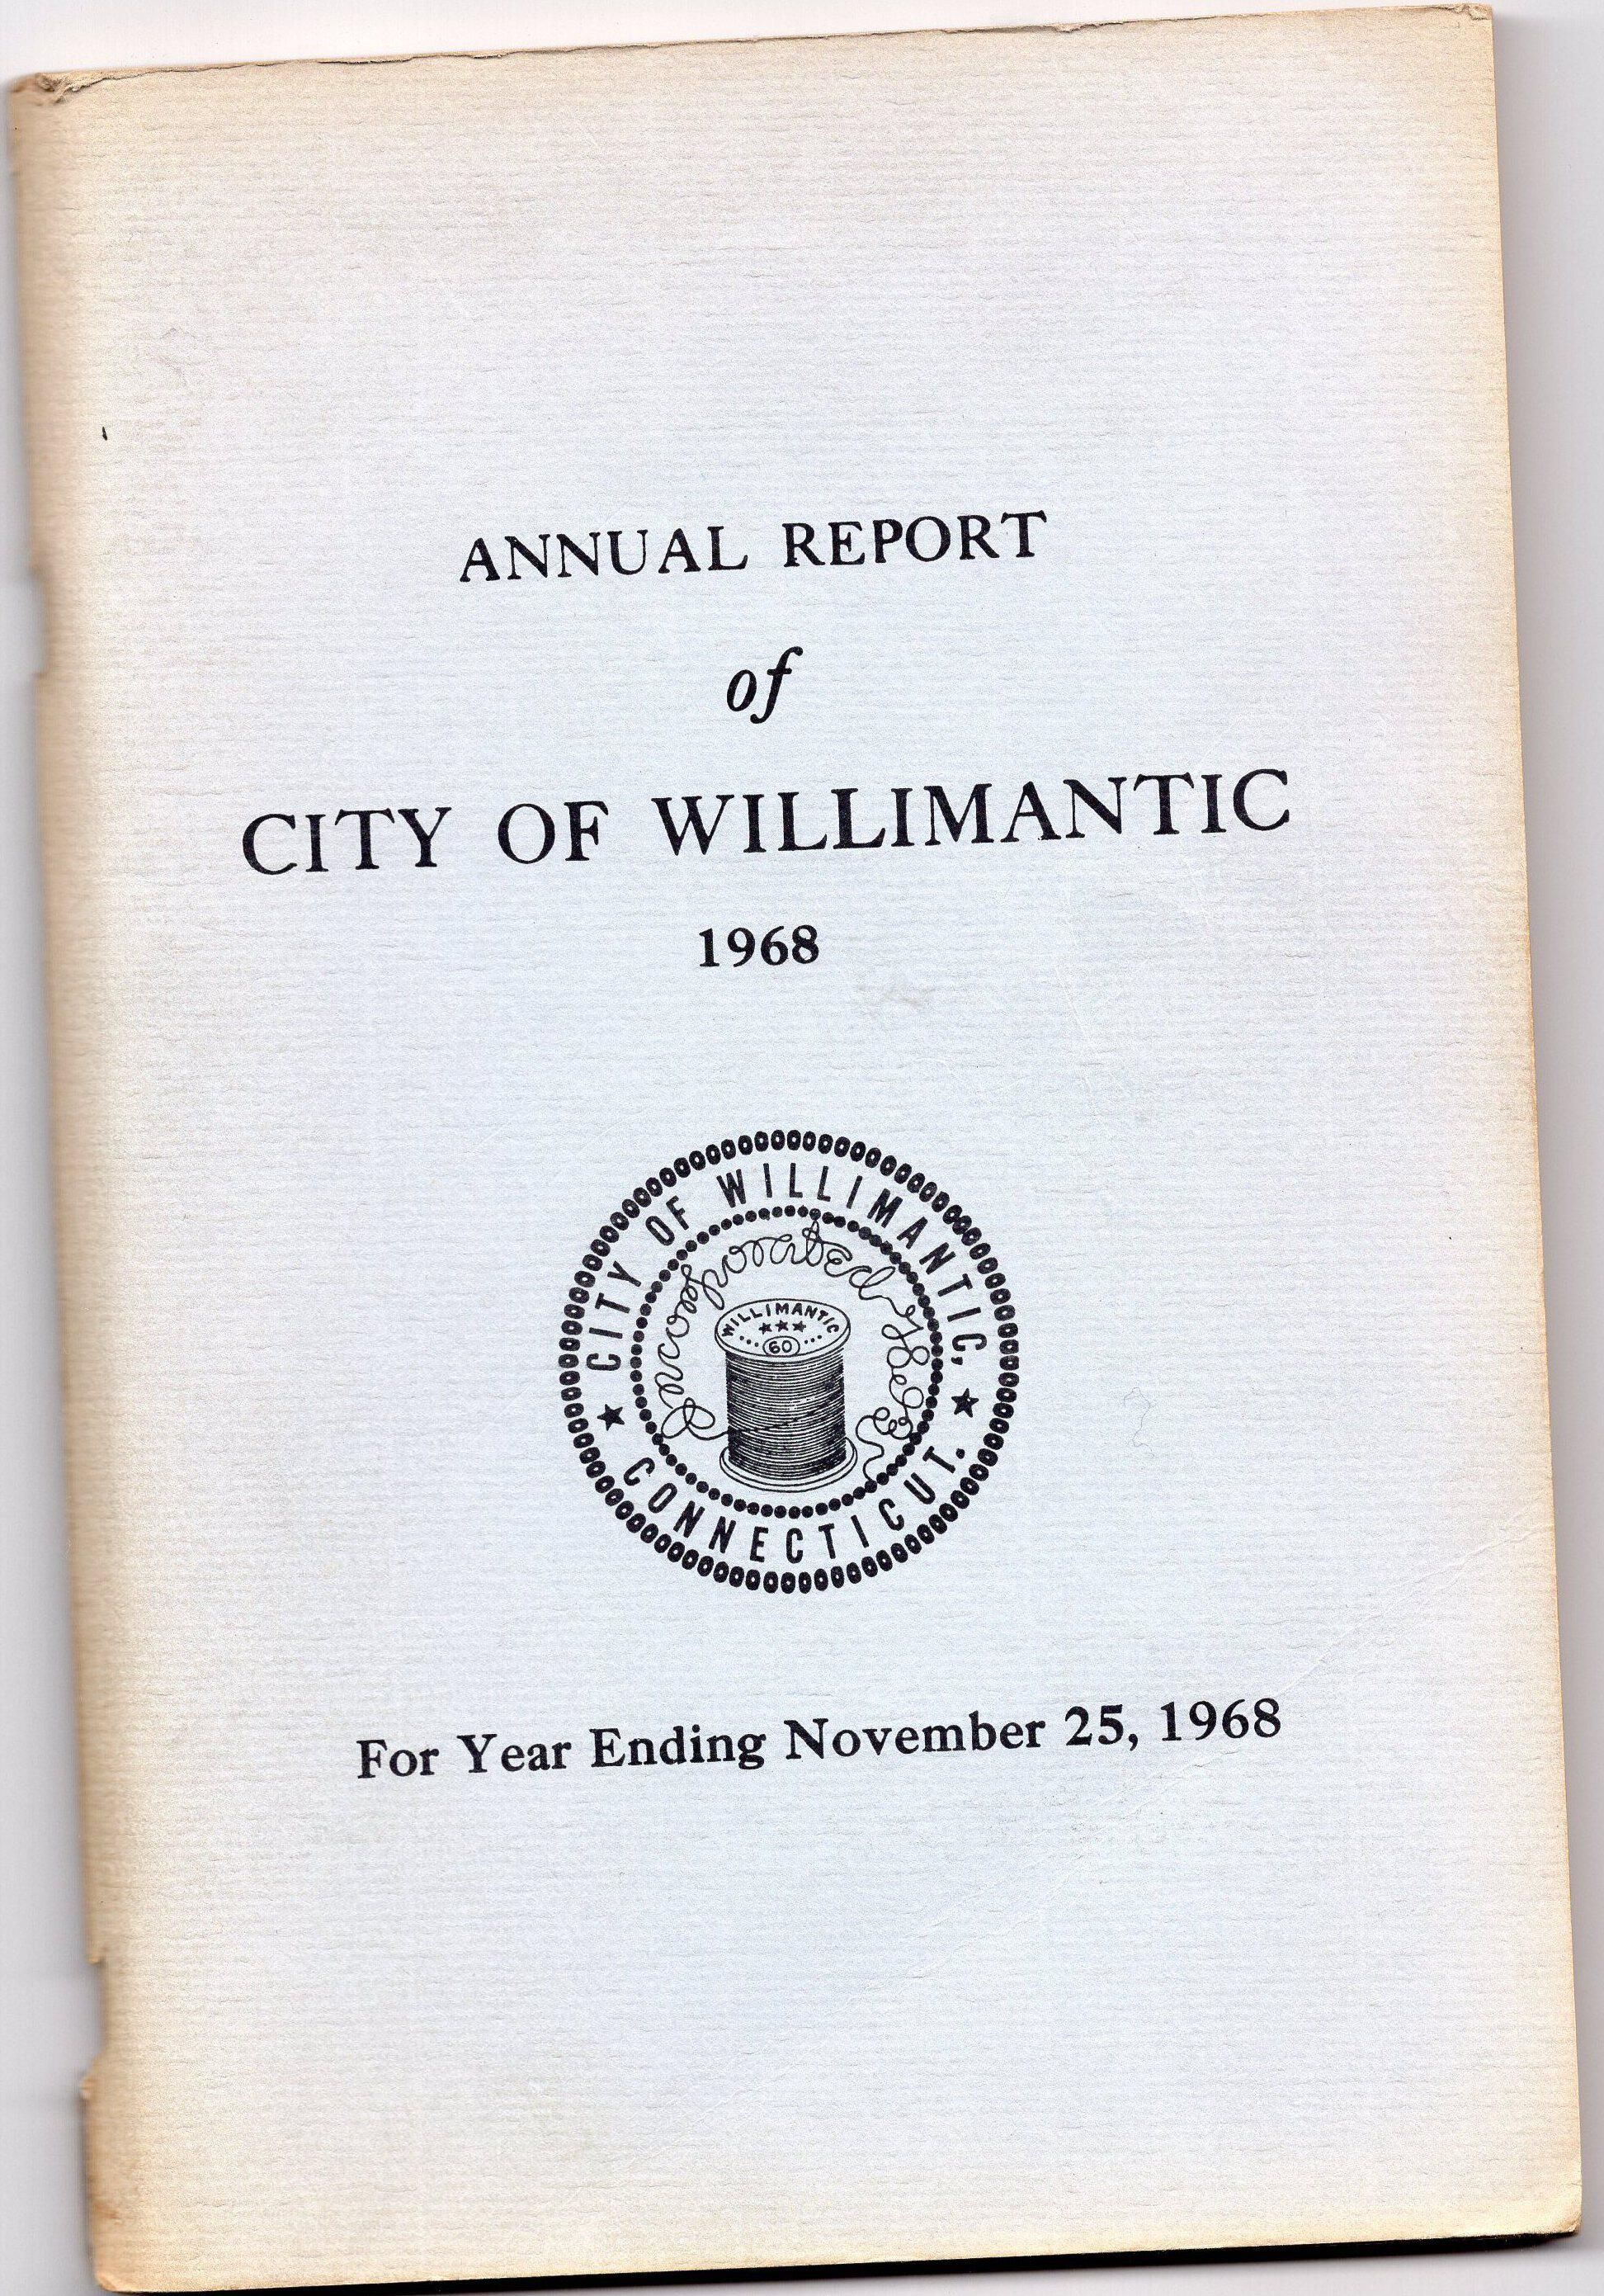 ANNUAL REPORT
of
CITY OF WILLIMANTIC
1968
CITY OF WILLIMANTIC,
Incorporated 1893
WILLIMANTIC
60
★ CONNECTICUT. ★
For Year Ending November 25, 1968